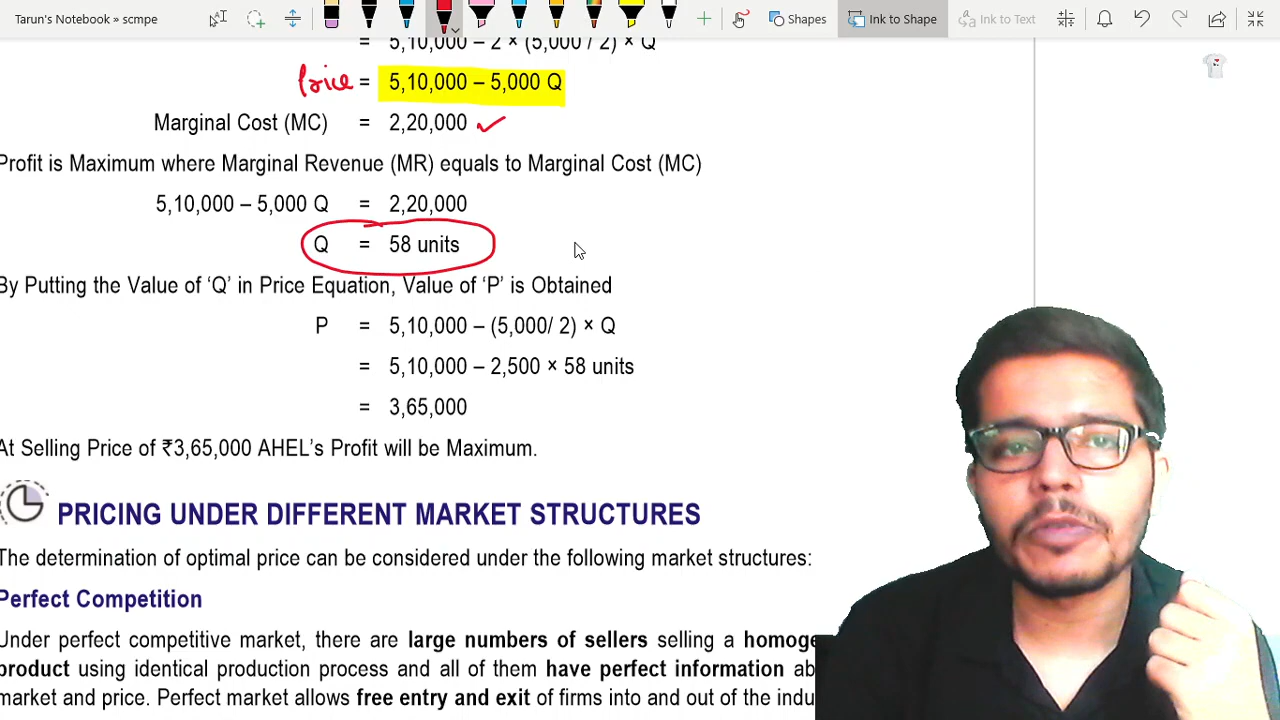 Tarun's Notebook » scmpe
Shapes
Ink to Shape
Ink to Text
= 5,10,000 – 2 × (5,000 / 2) × Q
Price = 5,10,000 – 5,000 Q
Marginal Cost (MC) = 2,20,000
Profit is Maximum where Marginal Revenue (MR) equals to Marginal Cost (MC)
5,10,000 – 5,000 Q = 2,20,000
Q = 58 units
By Putting the Value of 'Q' in Price Equation, Value of 'P' is Obtained
P = 5,10,000 – (5,000/ 2) × Q
= 5,10,000 – 2,500 × 58 units
= 3,65,000
At Selling Price of ₹3,65,000 AHEL's Profit will be Maximum.
PRICING UNDER DIFFERENT MARKET STRUCTURES
The determination of optimal price can be considered under the following market structures:
Perfect Competition
Under perfect competitive market, there are large numbers of sellers selling a homoge
product using identical production process and all of them have perfect information ab
market and price. Perfect market allows free entry and exit of firms into and out of the indu